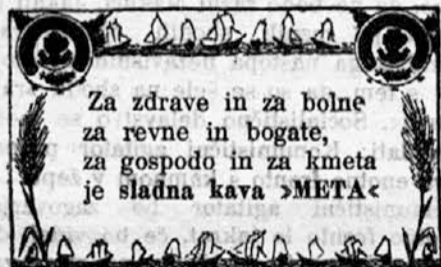 Za zdrave in za bolne
za revne in bogate,
za gospodo in za kmeta
je sladna kava »META«